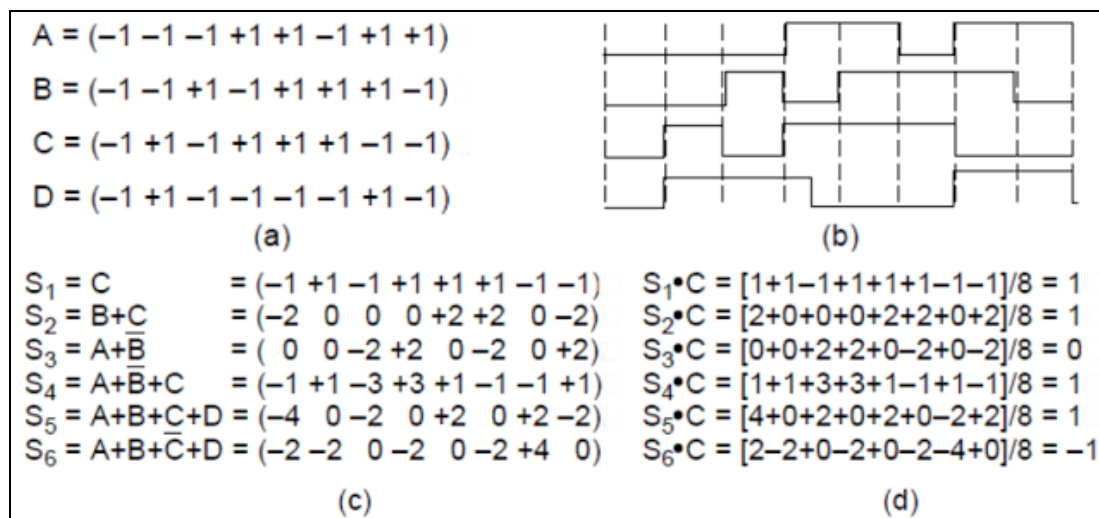 A = (–1 –1 –1 +1 +1 –1 +1 +1)
B = (–1 –1 +1 –1 +1 +1 +1 –1)
C = (–1 +1 –1 +1 +1 +1 –1 –1)
D = (–1 +1 –1 –1 –1 –1 +1 –1)
(a)
(b)
S₁ = C = (–1 +1 –1 +1 +1 +1 –1 –1)
S₂ = B+C = (–2 0 0 0 +2 +2 0 –2)
S₃ = A+B̅ = ( 0 0 –2 +2 0 –2 0 +2)
S₄ = A+B̅+C = (–1 +1 –3 +3 +1 –1 –1 +1)
S₅ = A+B+C+D = (–4 0 –2 0 +2 0 +2 –2)
S₆ = A+B+C̅+D = (–2 –2 0 –2 0 –2 +4 0)
(c)
S₁•C = [1+1–1+1+1+1–1–1]/8 = 1
S₂•C = [2+0+0+0+2+2+0+2]/8 = 1
S₃•C = [0+0+2+2+0–2+0–2]/8 = 0
S₄•C = [1+1+3+3+1–1+1–1]/8 = 1
S₅•C = [4+0+2+0+2+0–2+2]/8 = 1
S₆•C = [2–2+0–2+0–2–4+0]/8 = –1
(d)